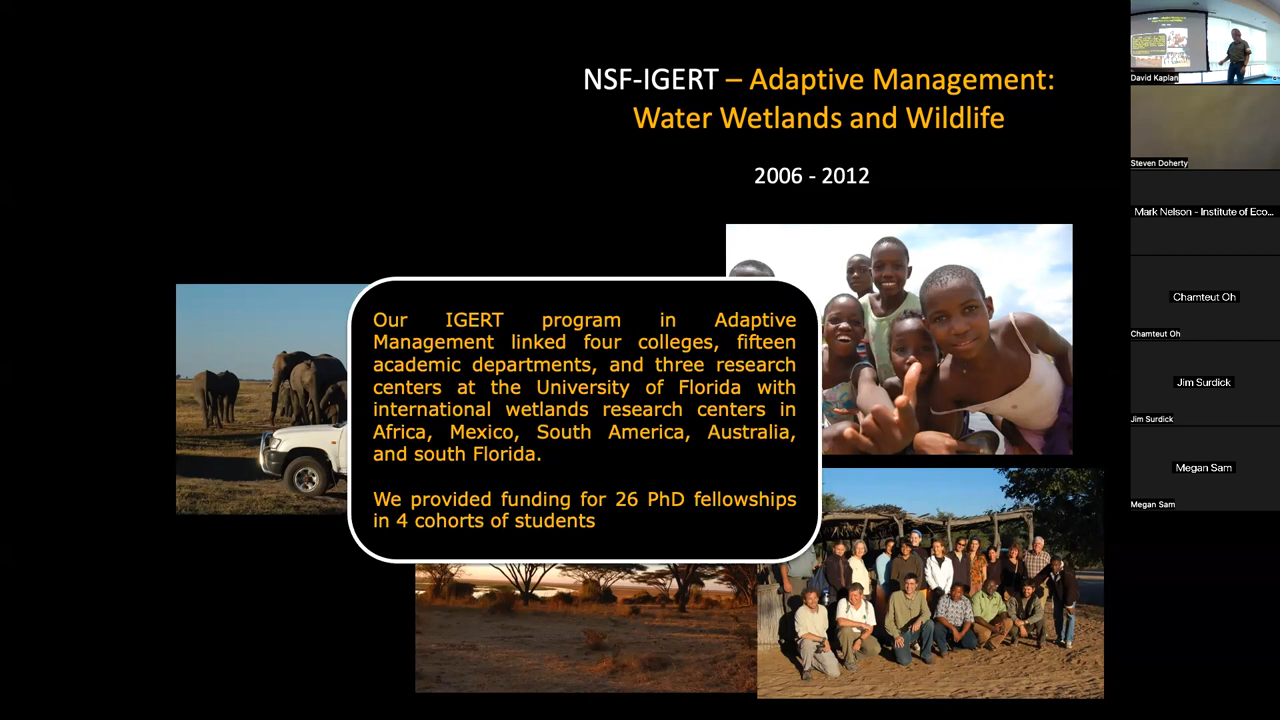 NSF-IGERT – Adaptive Management:
Water Wetlands and Wildlife
2006 - 2012
Our IGERT program in Adaptive
Management linked four colleges, fifteen
academic departments, and three research
centers at the University of Florida with
international wetlands research centers in
Africa, Mexico, South America, Australia,
and south Florida.
We provided funding for 26 PhD fellowships
in 4 cohorts of students
David Kaplan
Steven Doherty
Mark Nelson - Institute of Eco...
Chamteut Oh
Chamteut Oh
Jim Surdick
Jim Surdick
Megan Sam
Megan Sam